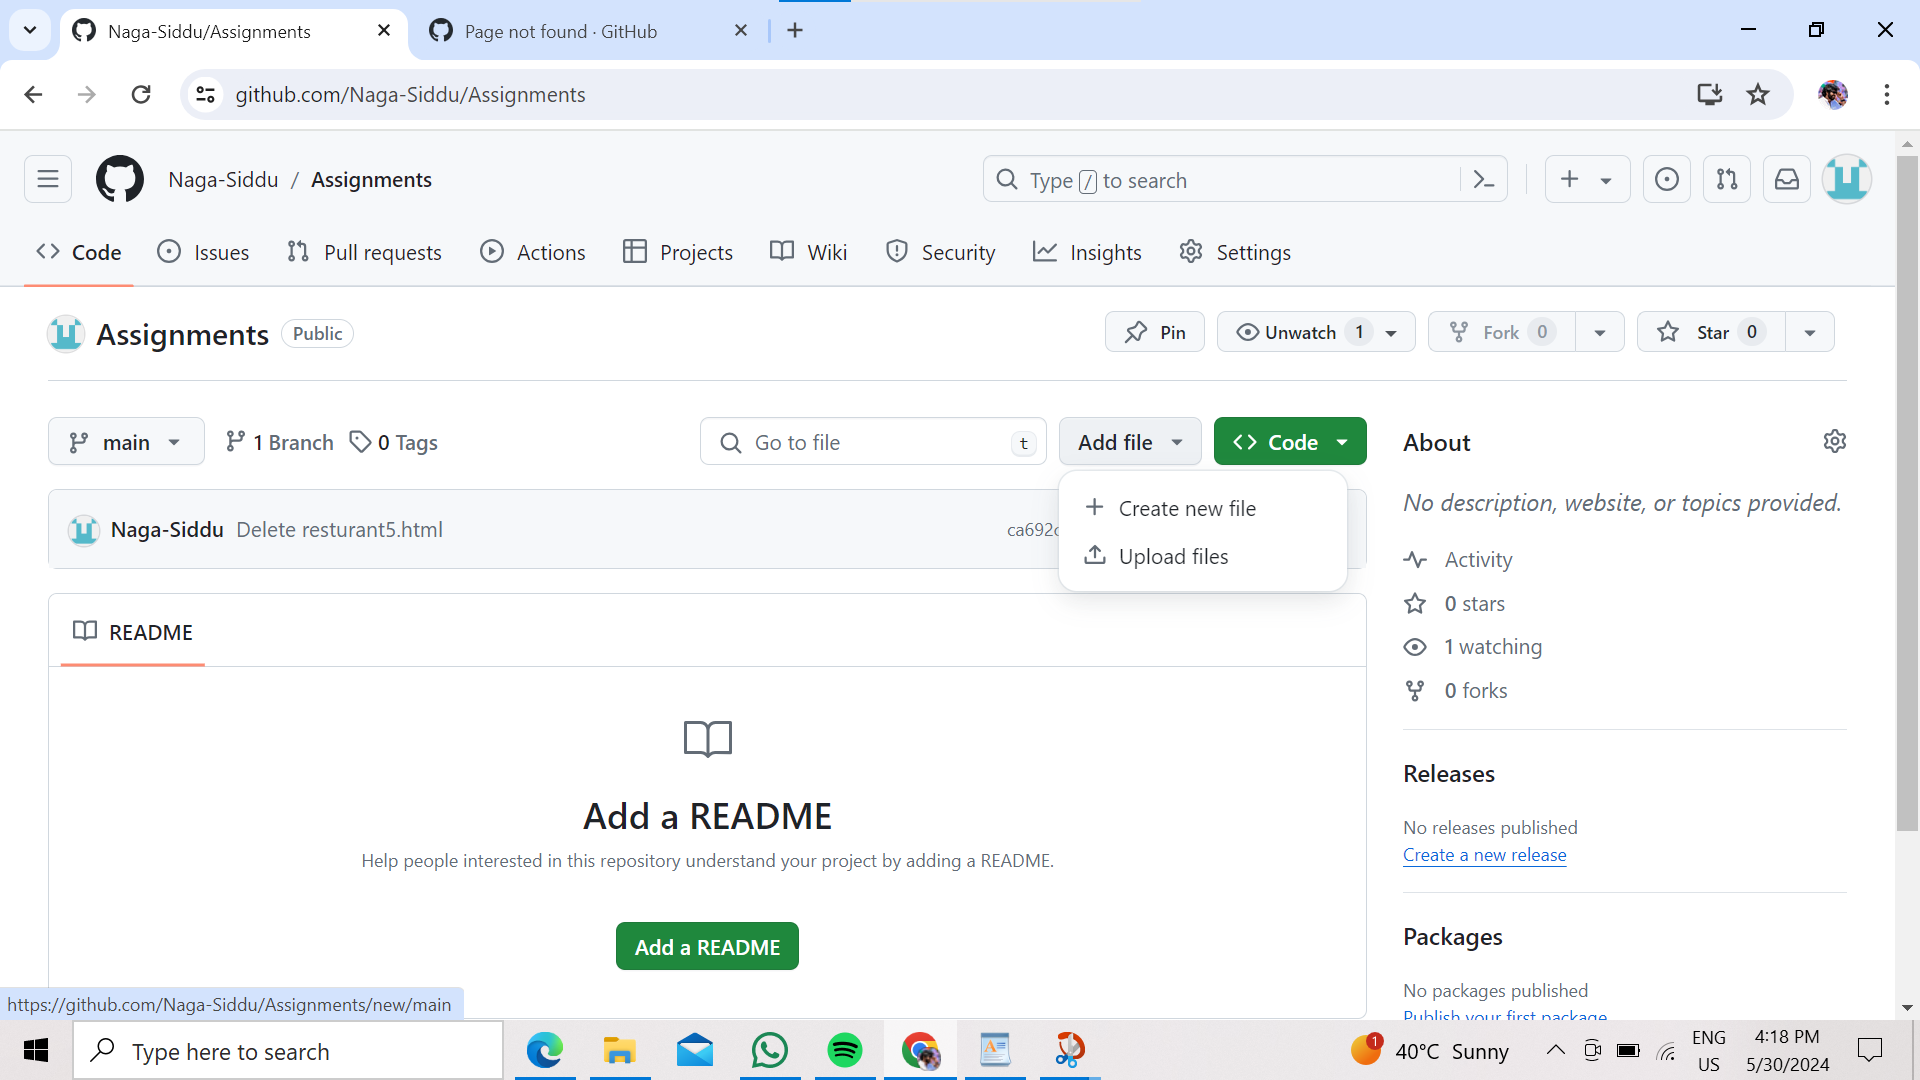 Naga-Siddu/Assignments
Page not found · GitHub
github.com/Naga-Siddu/Assignments
Naga-Siddu / Assignments
Type / to search
Code
Issues
Pull requests
Actions
Projects
Wiki
Security
Insights
Settings
Assignments Public
Pin
Unwatch 1
Fork 0
Star 0
main
1 Branch
0 Tags
Go to file t
Add file
Code
Create new file
Upload files
Naga-Siddu Delete resturant5.html
ca692
README
Add a README
Help people interested in this repository understand your project by adding a README.
Add a README
About
No description, website, or topics provided.
Activity
0 stars
1 watching
0 forks
Releases
No releases published
Create a new release
Packages
No packages published
Publish your first package
https://github.com/Naga-Siddu/Assignments/new/main
Type here to search
1
40°C Sunny
ENG
US
4:18 PM
5/30/2024